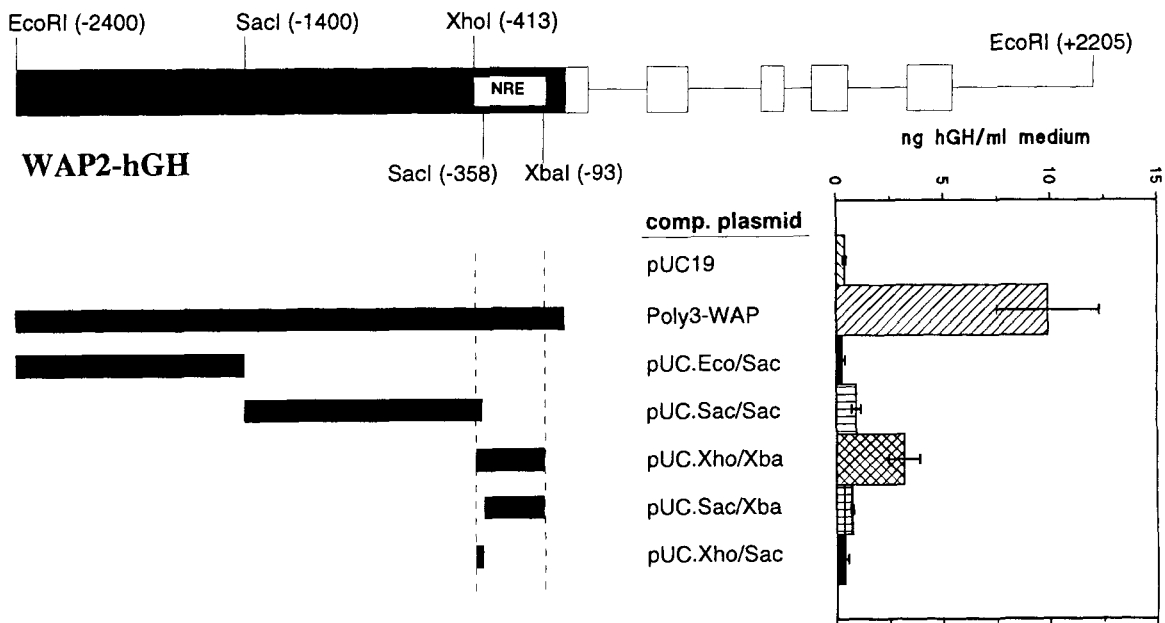 EcoRI (-2400)
SacI (-1400)
XhoI (-413)
EcoRI (+2205)
NRE
WAP2-hGH
SacI (-358)
XbaI (-93)
ng hGH/ml medium
0
5
10
15
comp. plasmid
pUC19
Poly3-WAP
pUC.Eco/Sac
pUC.Sac/Sac
pUC.Xho/Xba
pUC.Sac/Xba
pUC.Xho/Sac